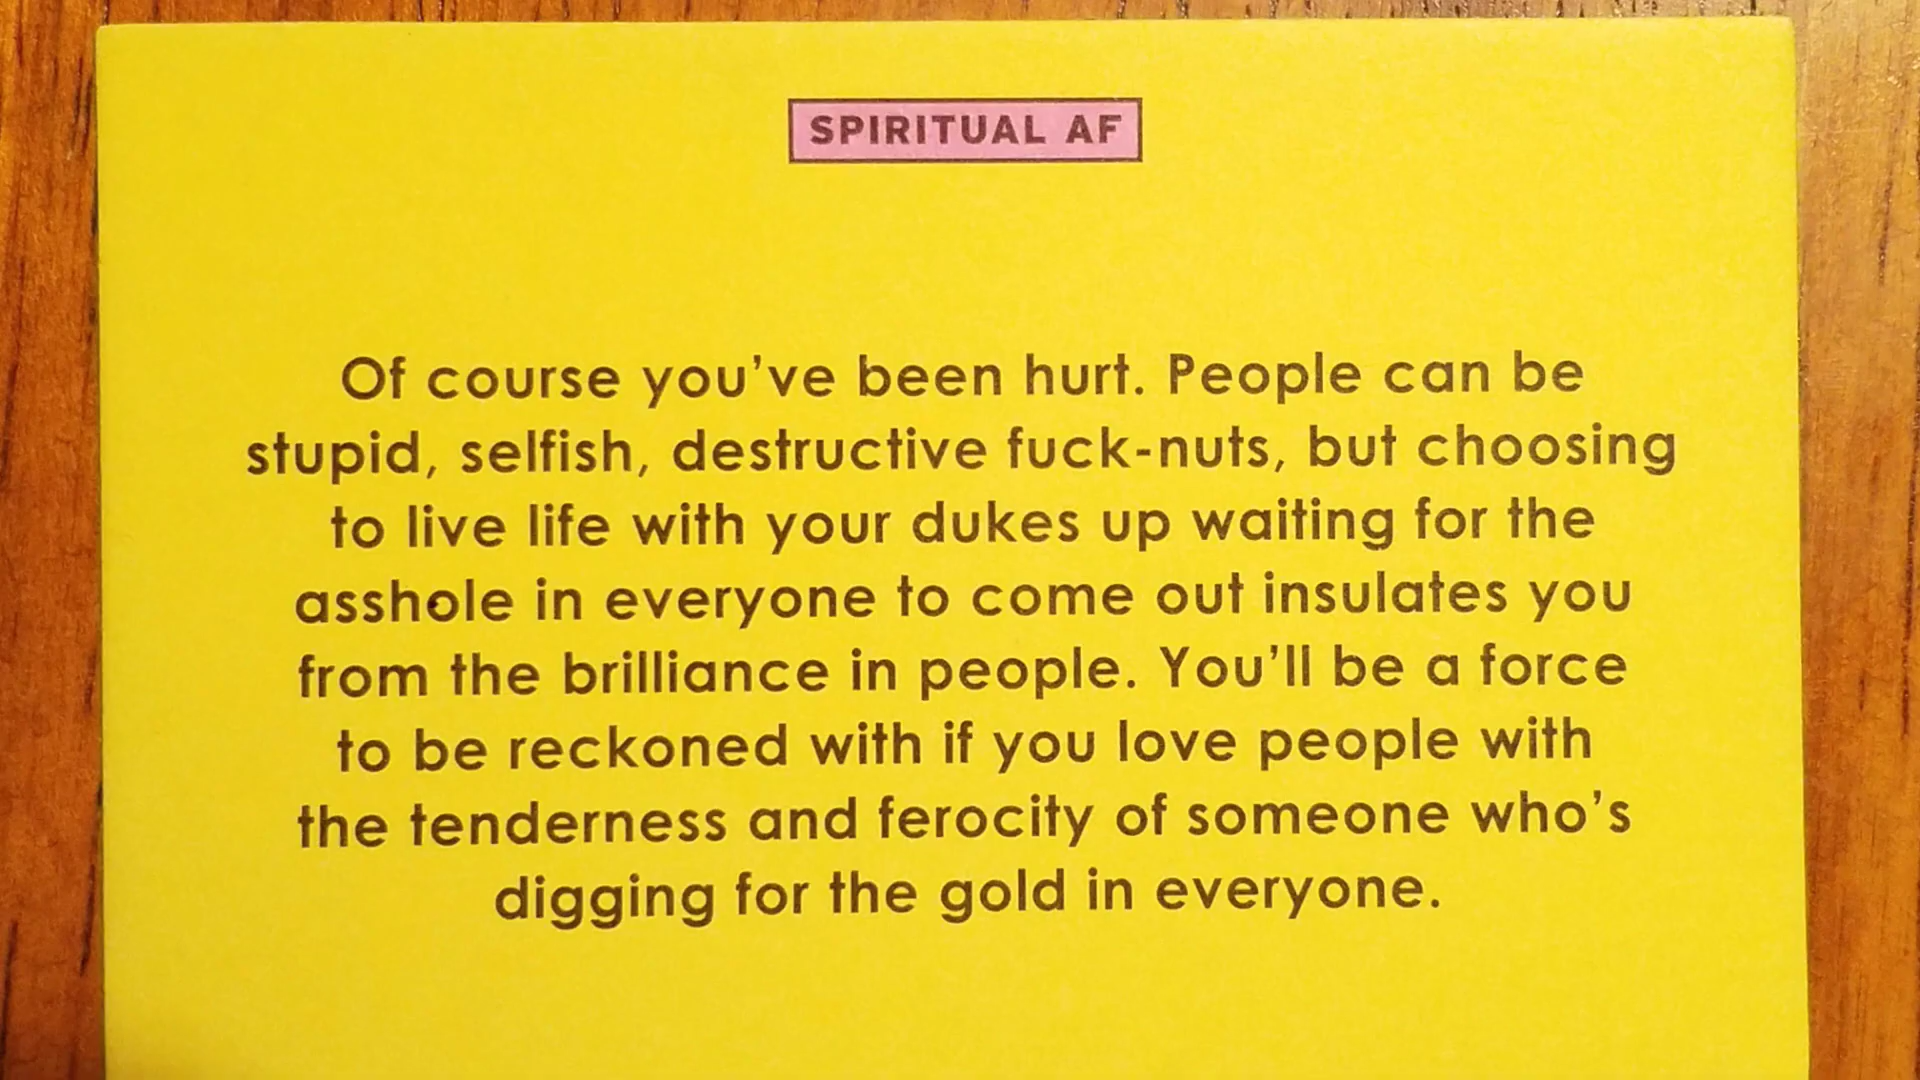 SPIRITUAL AF
Of course you've been hurt. People can be
stupid, selfish, destructive fuck-nuts, but choosing
to live life with your dukes up waiting for the
asshole in everyone to come out insulates you
from the brilliance in people. You'll be a force
to be reckoned with if you love people with
the tenderness and ferocity of someone who's
digging for the gold in everyone.